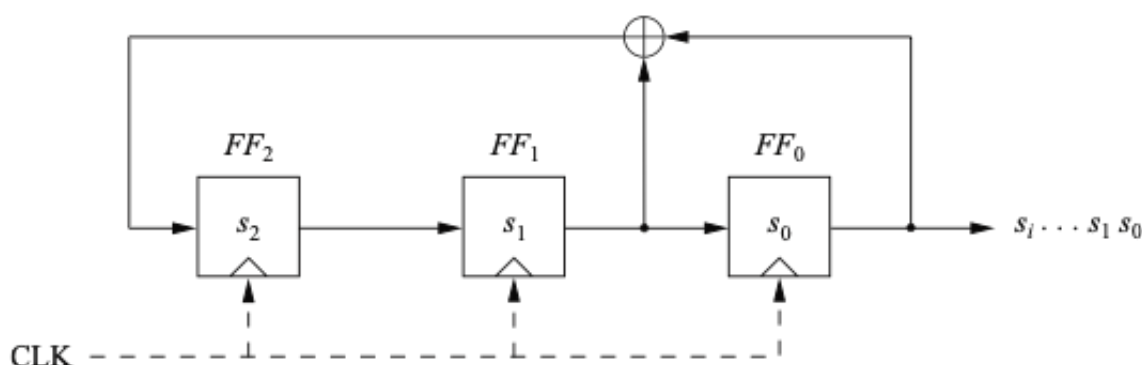 FF₂ FF₁ FF₀
s₂ s₁ s₀ sᵢ . . . s₁ s₀
CLK